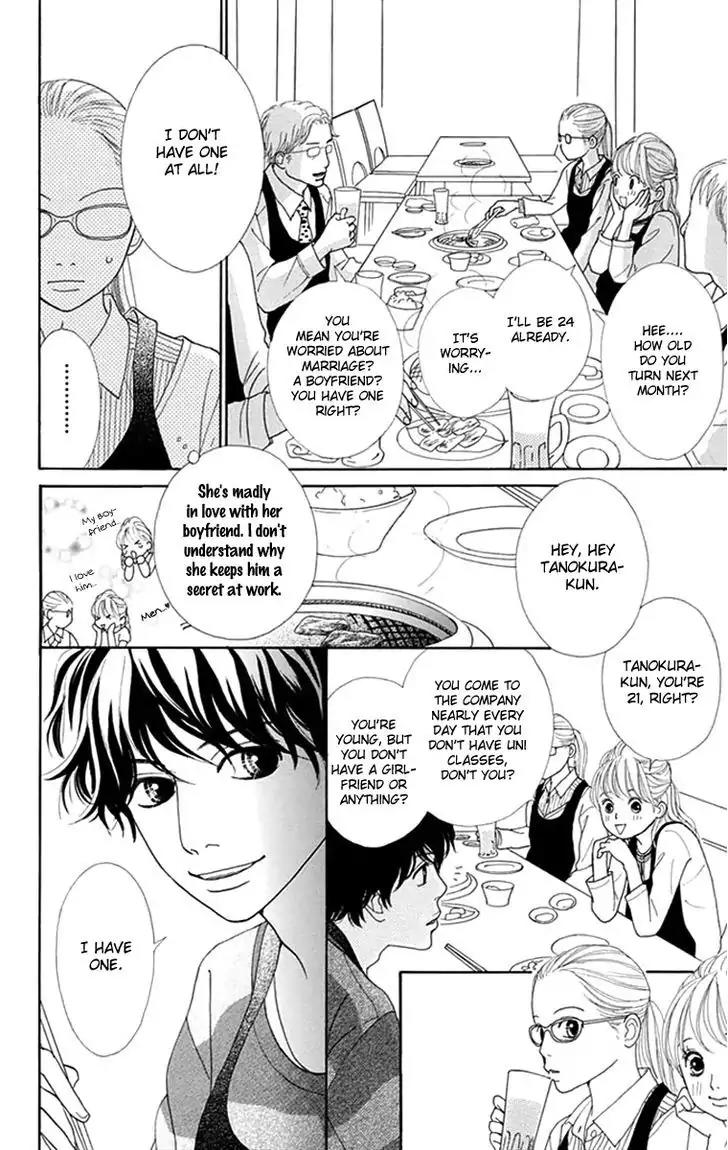 HEE....
HOW OLD
DO YOU
TURN NEXT
MONTH?
I'LL BE 24
ALREADY.
IT'S
WORRY-
ING...
YOU
MEAN YOU'RE
WORRIED ABOUT
MARRIAGE?
A BOYFRIEND?
YOU HAVE ONE
RIGHT?
I DON'T
HAVE ONE
AT ALL!
.........
HEY, HEY
TANOKURA-
KUN.
She's madly
in love with her
boyfriend. I don't
understand why
she keeps him a
secret at work.
My boy-
friend...
I love
him...
Men...♥
TANOKURA-
KUN, YOU'RE
21, RIGHT?
YOU COME TO
THE COMPANY
NEARLY EVERY
DAY THAT YOU
DON'T HAVE UNI
CLASSES,
DON'T YOU?
YOU'RE
YOUNG, BUT
YOU DON'T
HAVE A GIRL-
FRIEND OR
ANYTHING?
I HAVE
ONE.